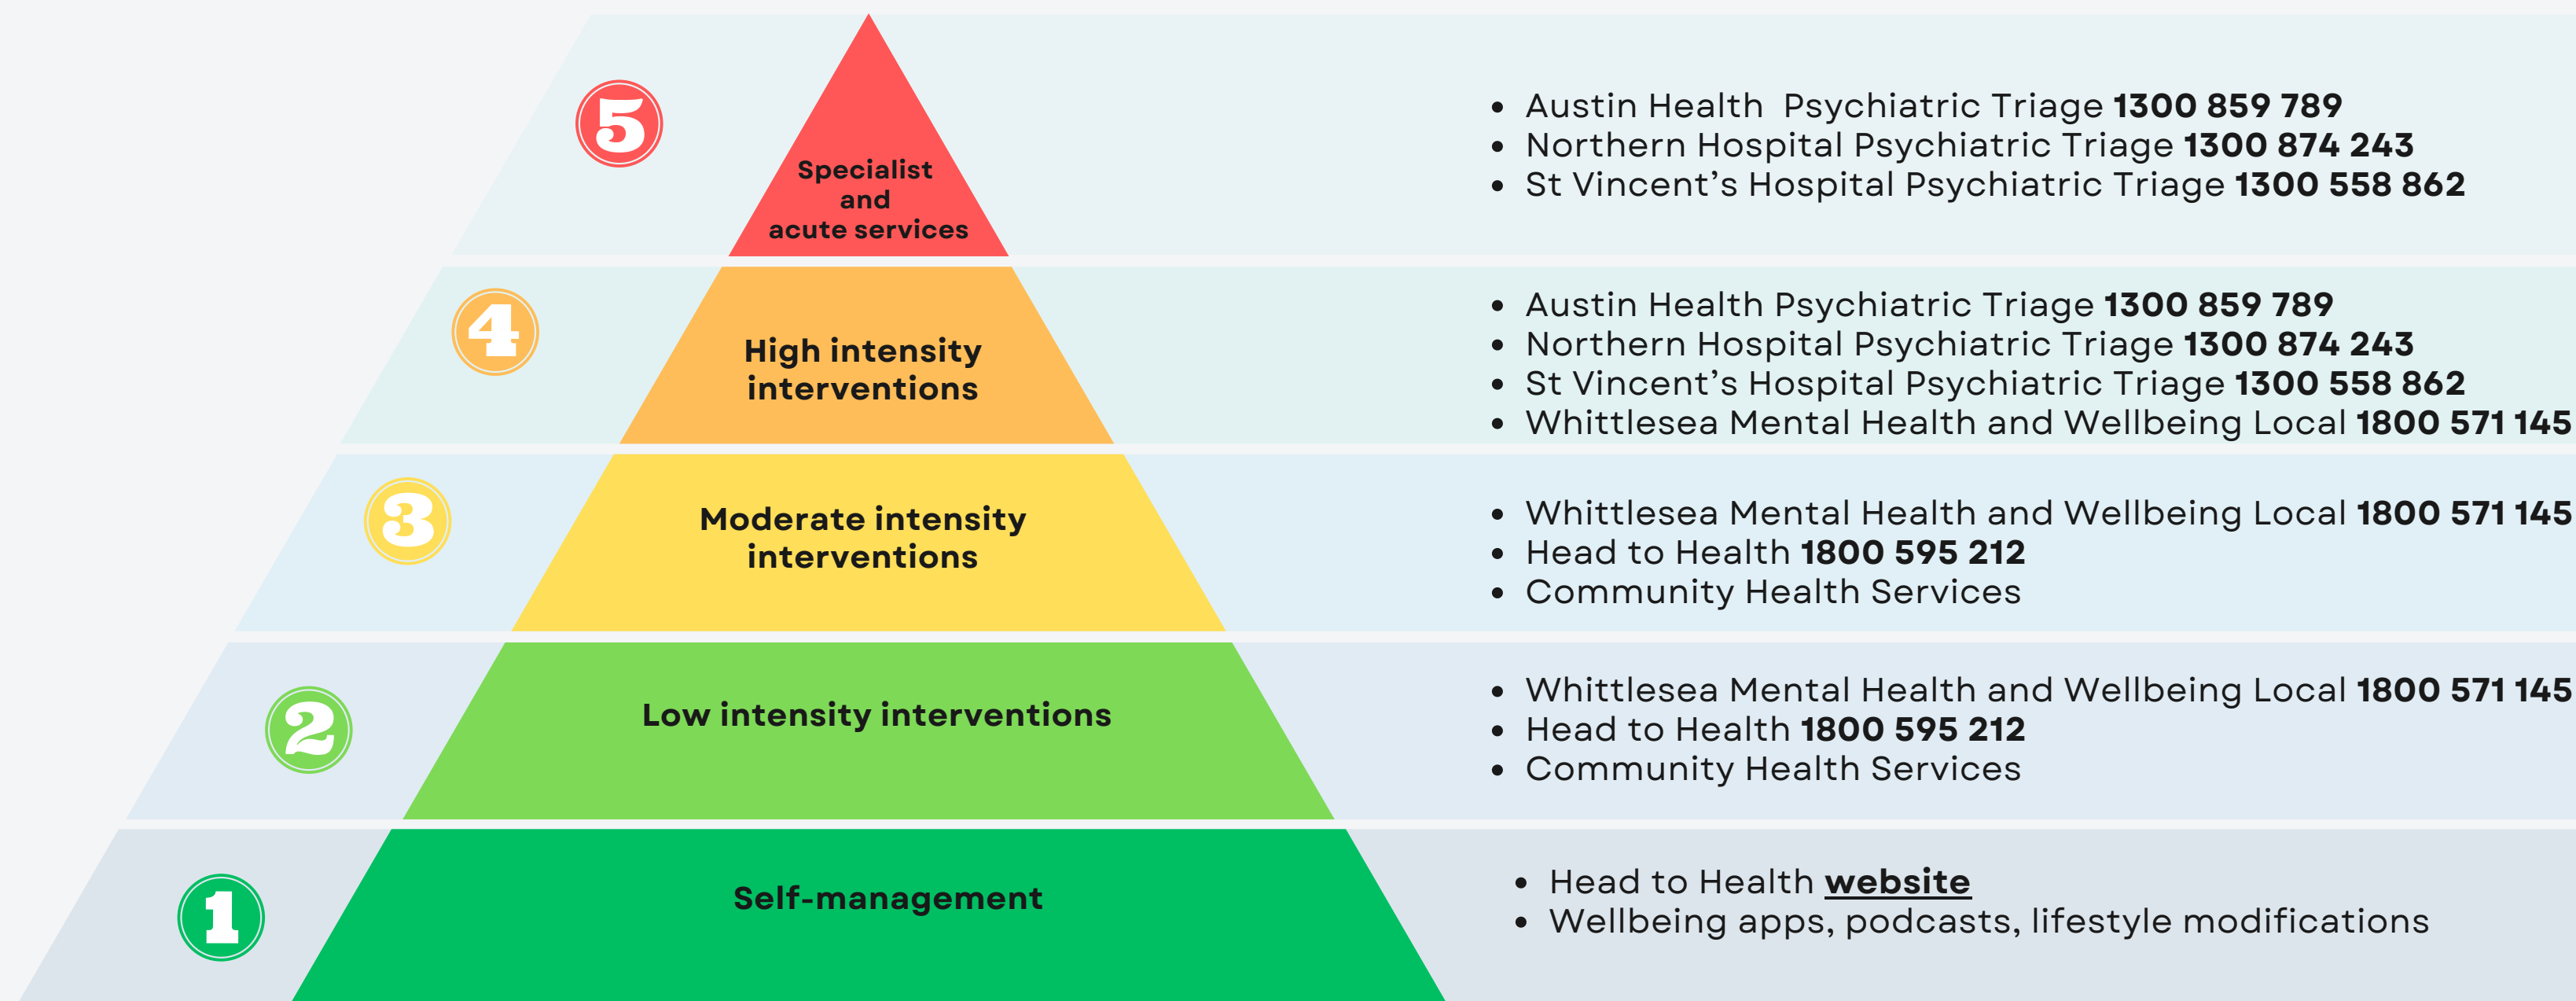 5
Specialist
and
acute services
• Austin Health  Psychiatric Triage 1300 859 789
• Northern Hospital Psychiatric Triage 1300 874 243
• St Vincent’s Hospital Psychiatric Triage 1300 558 862
4
High intensity
interventions
• Austin Health Psychiatric Triage 1300 859 789
• Northern Hospital Psychiatric Triage 1300 874 243
• St Vincent’s Hospital Psychiatric Triage 1300 558 862
• Whittlesea Mental Health and Wellbeing Local 1800 571 145
3
Moderate intensity
interventions
• Whittlesea Mental Health and Wellbeing Local 1800 571 145
• Head to Health 1800 595 212
• Community Health Services
2
Low intensity interventions
• Whittlesea Mental Health and Wellbeing Local 1800 571 145
• Head to Health 1800 595 212
• Community Health Services
1
Self-management
• Head to Health website
• Wellbeing apps, podcasts, lifestyle modifications